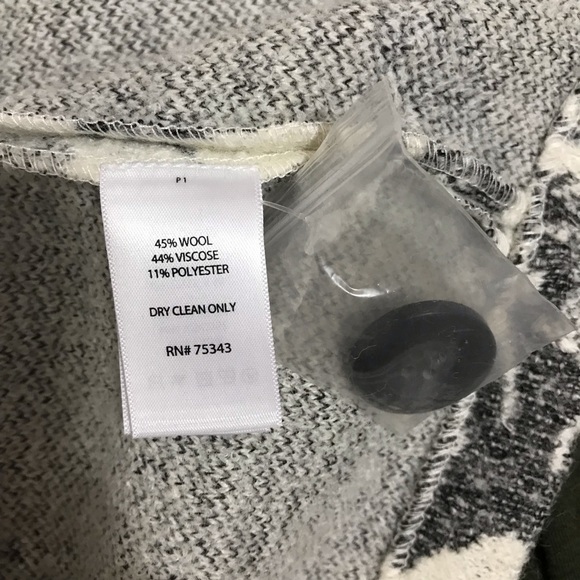 P1
45% WOOL
44% VISCOSE
11% POLYESTER
DRY CLEAN ONLY
RN# 75343